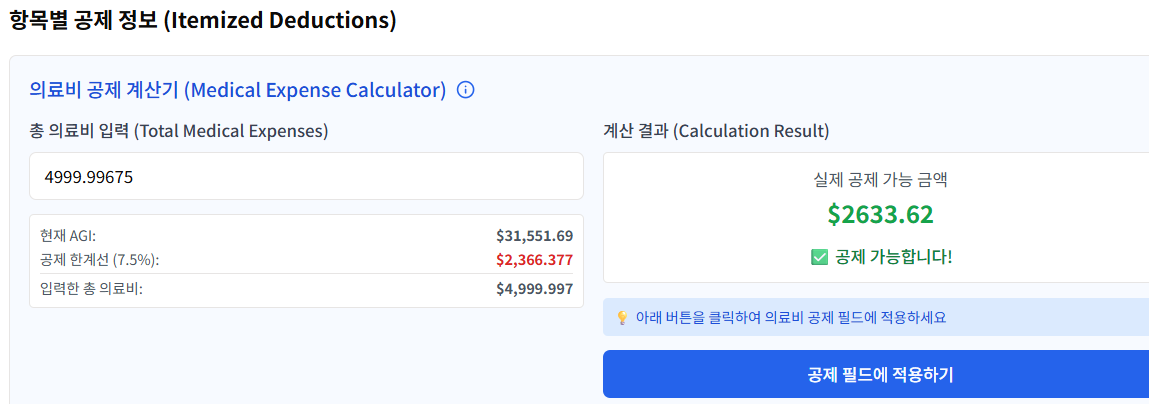 항목별 공제 정보 (Itemized Deductions)
의료비 공제 계산기 (Medical Expense Calculator)
총 의료비 입력 (Total Medical Expenses)
4999.99675
현재 AGI: $31,551.69
공제 한계선 (7.5%): $2,366.377
입력한 총 의료비: $4,999.997
계산 결과 (Calculation Result)
실제 공제 가능 금액
$2633.62
✅ 공제 가능합니다!
💡 아래 버튼을 클릭하여 의료비 공제 필드에 적용하세요
공제 필드에 적용하기